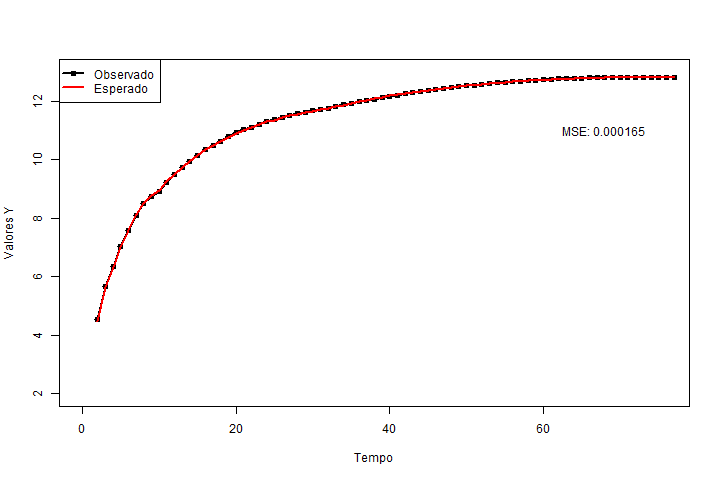 Observado
Esperado
MSE: 0.000165
Valores Y
12
10
8
6
4
2
0 20 40 60
Tempo